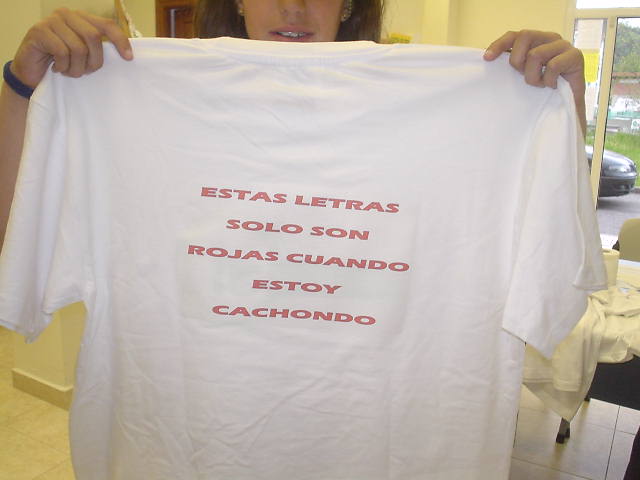 ESTAS LETRAS
SOLO SON
ROJAS CUANDO
ESTOY
CACHONDO